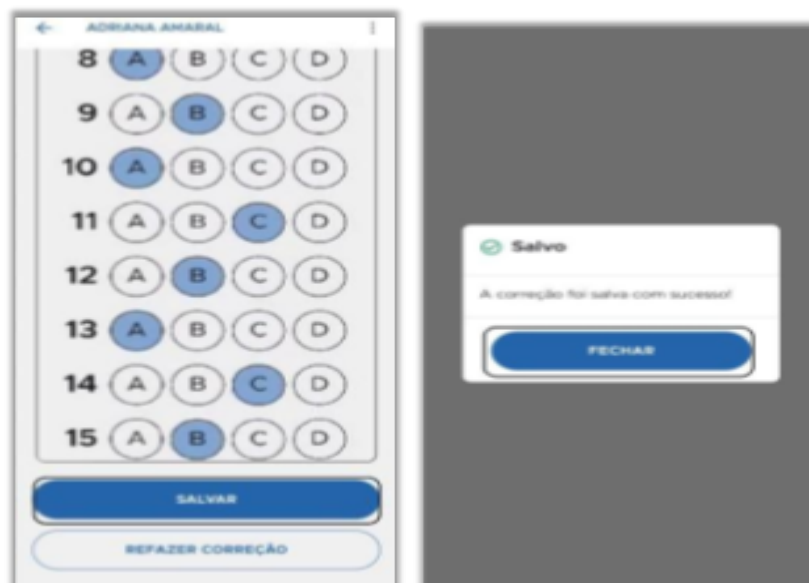 ADRIANA AMARAL
8 A B C D
9 A B C D
10 A B C D
11 A B C D
12 A B C D
13 A B C D
14 A B C D
15 A B C D
SALVAR
REFAZER CORREÇÃO
Salvo
A correção foi salva com sucesso!
FECHAR